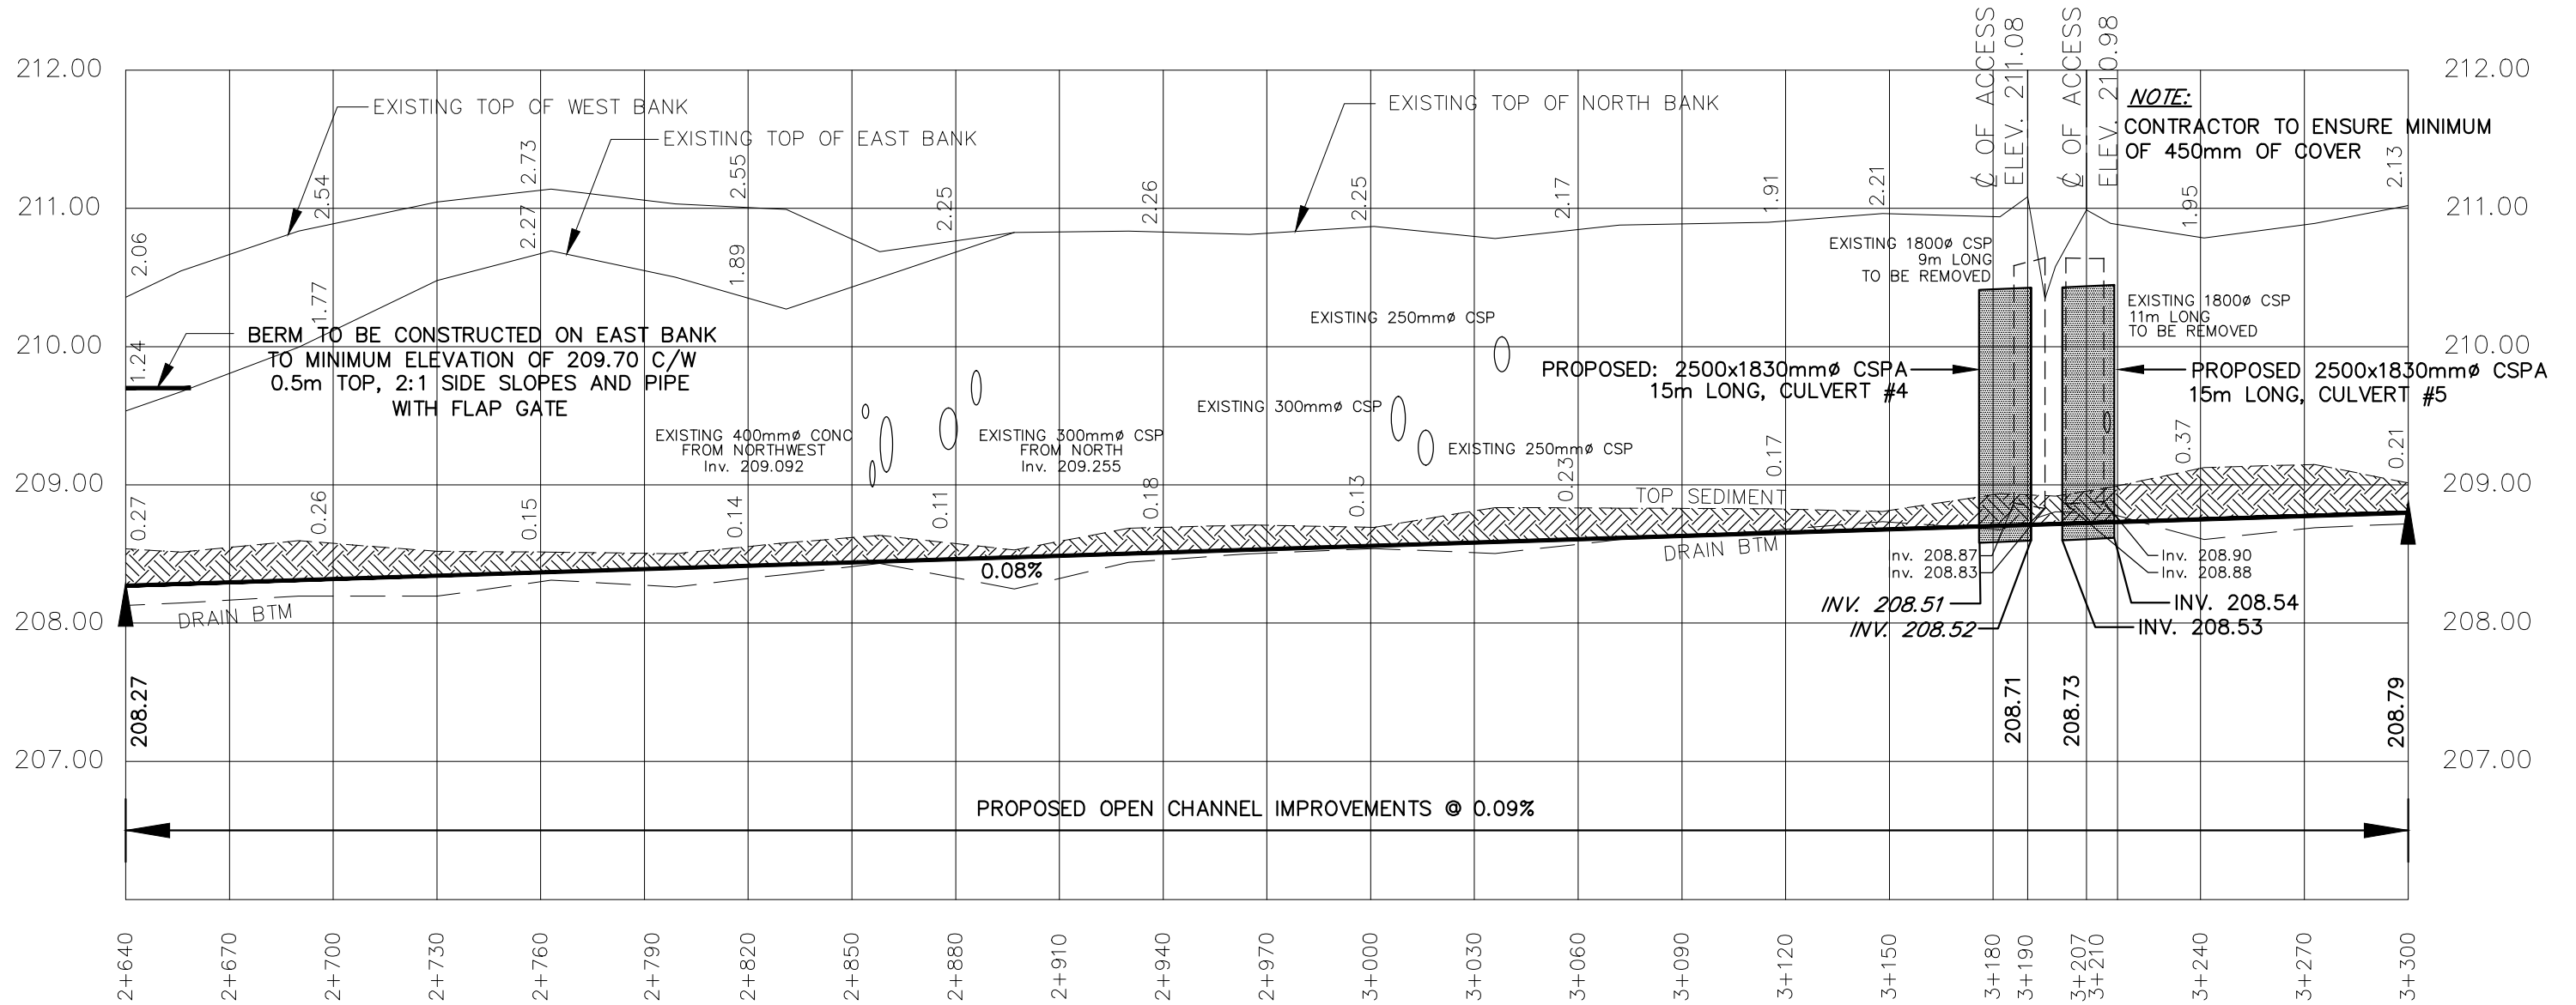 ℄ OF ACCESS
ELEV. 211.08
℄ OF ACCESS
ELEV. 210.98
212.00
212.00
NOTE:
CONTRACTOR TO ENSURE MINIMUM
OF 450mm OF COVER
EXISTING TOP OF WEST BANK
EXISTING TOP OF EAST BANK
EXISTING TOP OF NORTH BANK
2.06
2.54
2.73
2.55
2.25
2.26
2.25
2.17
1.91
2.21
1.95
2.13
211.00
211.00
1.24
1.77
2.27
1.89
EXISTING 1800ø CSP
9m LONG
TO BE REMOVED
EXISTING 1800ø CSP
11m LONG
TO BE REMOVED
EXISTING 250mmø CSP
210.00
210.00
BERM TO BE CONSTRUCTED ON EAST BANK
TO MINIMUM ELEVATION OF 209.70 C/W
0.5m TOP, 2:1 SIDE SLOPES AND PIPE
WITH FLAP GATE
PROPOSED: 2500x1830mmø CSPA
15m LONG, CULVERT #4
PROPOSED 2500x1830mmø CSPA
15m LONG, CULVERT #5
EXISTING 300mmø CSP
EXISTING 400mmø CONC
FROM NORTHWEST
Inv. 209.092
EXISTING 300mmø CSP
FROM NORTH
Inv. 209.255
EXISTING 250mmø CSP
209.00
209.00
0.27
0.26
0.15
0.14
0.11
0.18
0.13
0.23
0.17
0.37
0.21
TOP SEDIMENT
DRAIN BTM
0.08%
DRAIN BTM
Inv. 208.87
Inv. 208.83
Inv. 208.90
Inv. 208.88
INV. 208.51
INV. 208.52
INV. 208.54
INV. 208.53
208.00
208.00
208.27
208.71
208.73
208.79
207.00
207.00
PROPOSED OPEN CHANNEL IMPROVEMENTS @ 0.09%
2+640
2+670
2+700
2+730
2+760
2+790
2+820
2+850
2+880
2+910
2+940
2+970
3+000
3+030
3+060
3+090
3+120
3+150
3+180
3+190
3+207
3+210
3+240
3+270
3+300